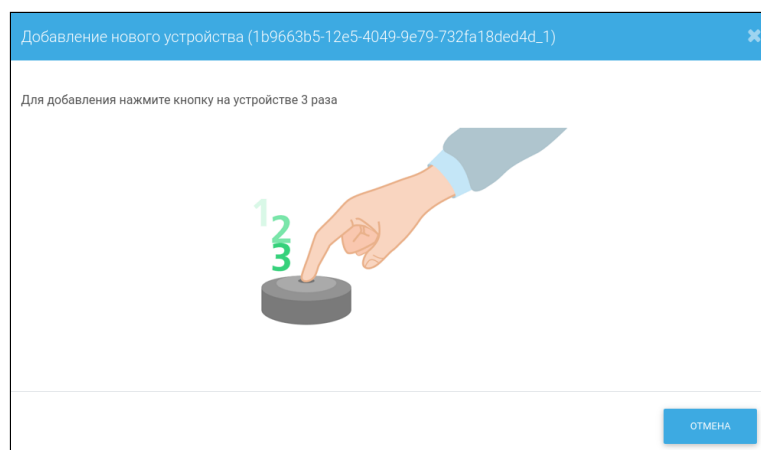 Добавление нового устройства (1b9663b5-12e5-4049-9e79-732fa18ded4d_1)
Для добавления нажмите кнопку на устройстве 3 раза
1
2
3
ОТМЕНА